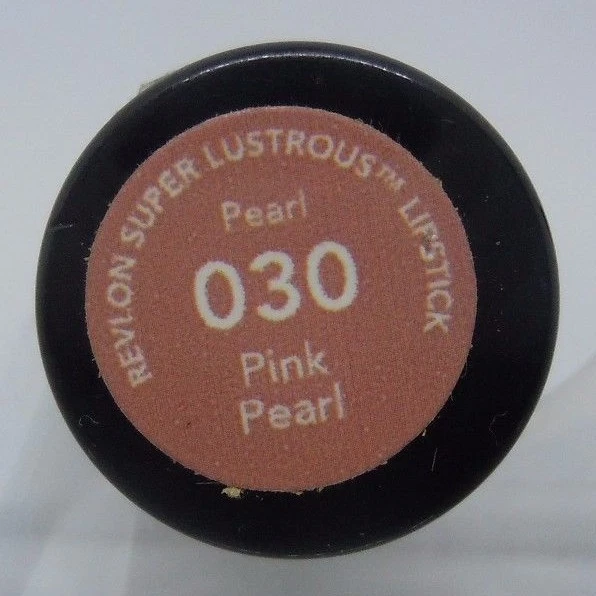 REVLON SUPER LUSTROUS™ LIPSTICK
Pearl
030
Pink
Pearl